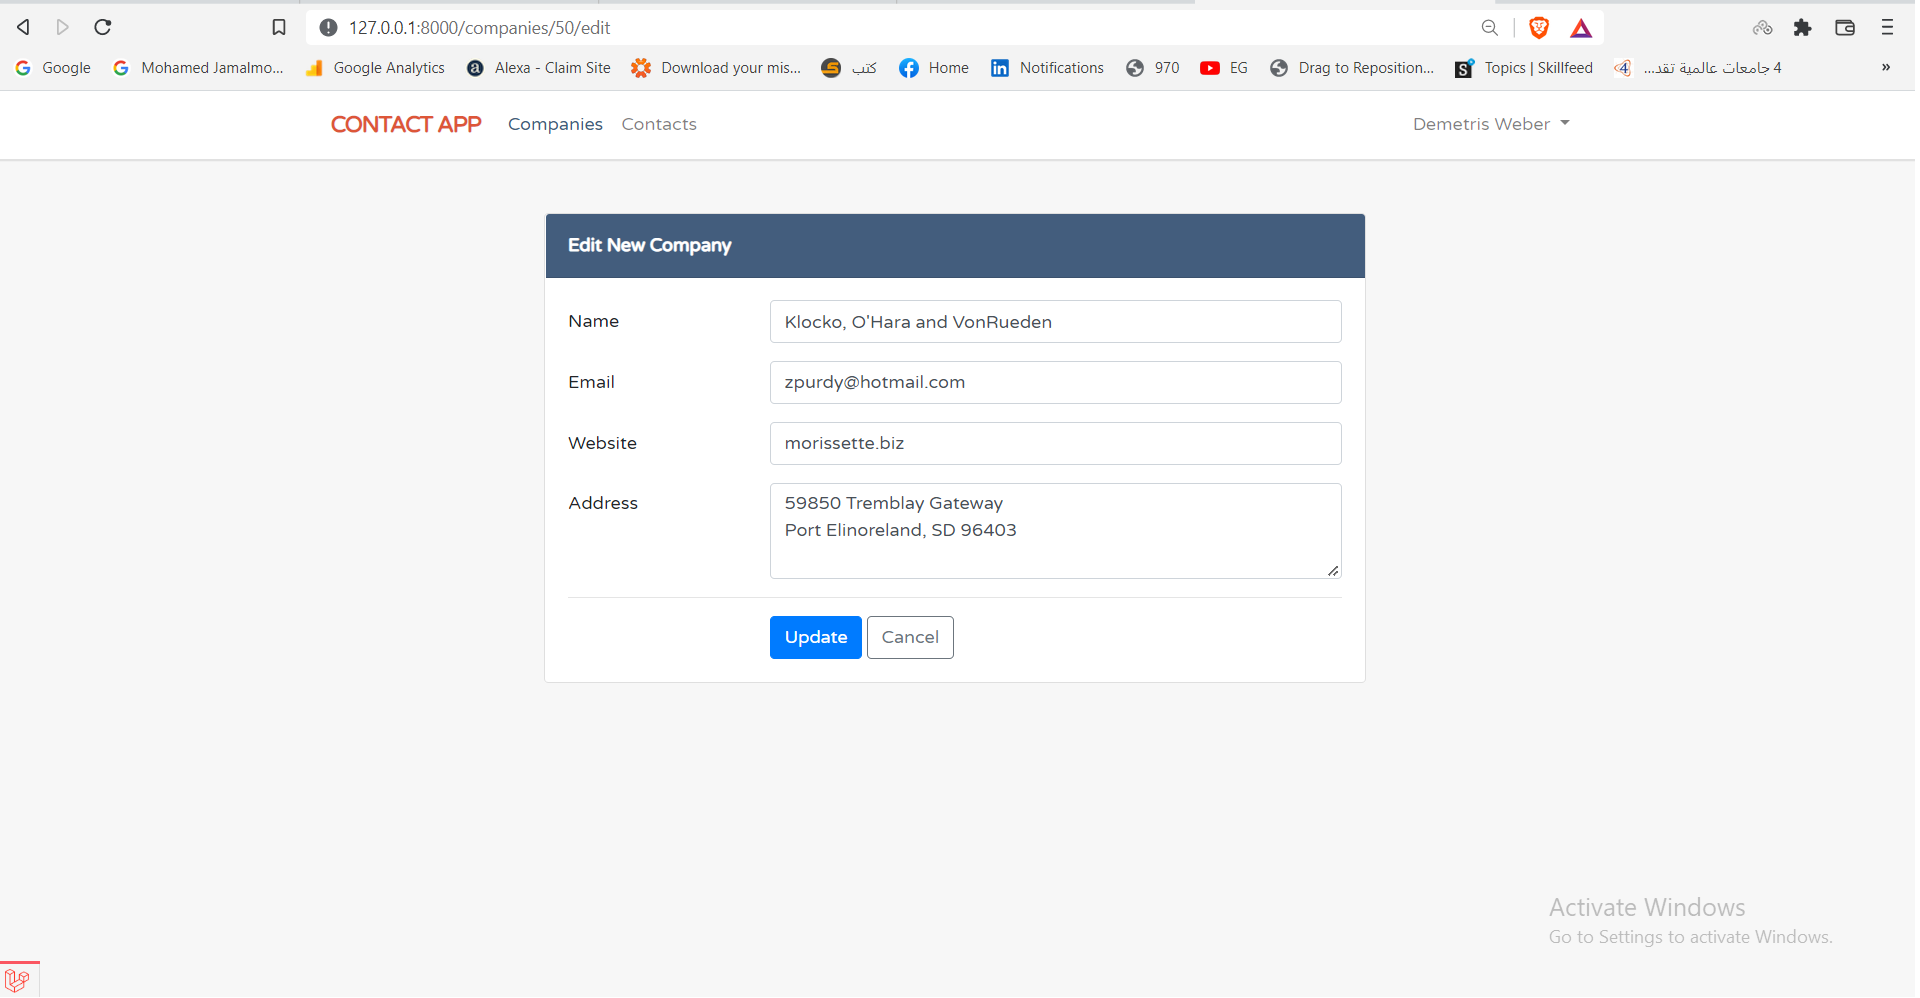 127.0.0.1:8000/companies/50/edit
Google
Mohamed Jamalmo...
Google Analytics
a
Alexa - Claim Site
Download your mis...
S
كتب
Home
in
Notifications
970
EG
Drag to Reposition...
S
Topics | Skillfeed
4
4 جامعات عالمية تقد...
»
CONTACT APP
Companies
Contacts
Demetris Weber
Edit New Company
Name
Klocko, O'Hara and VonRueden
Email
zpurdy@hotmail.com
Website
morissette.biz
Address
59850 Tremblay Gateway
Port Elinoreland, SD 96403
Update
Cancel
Activate Windows
Go to Settings to activate Windows.